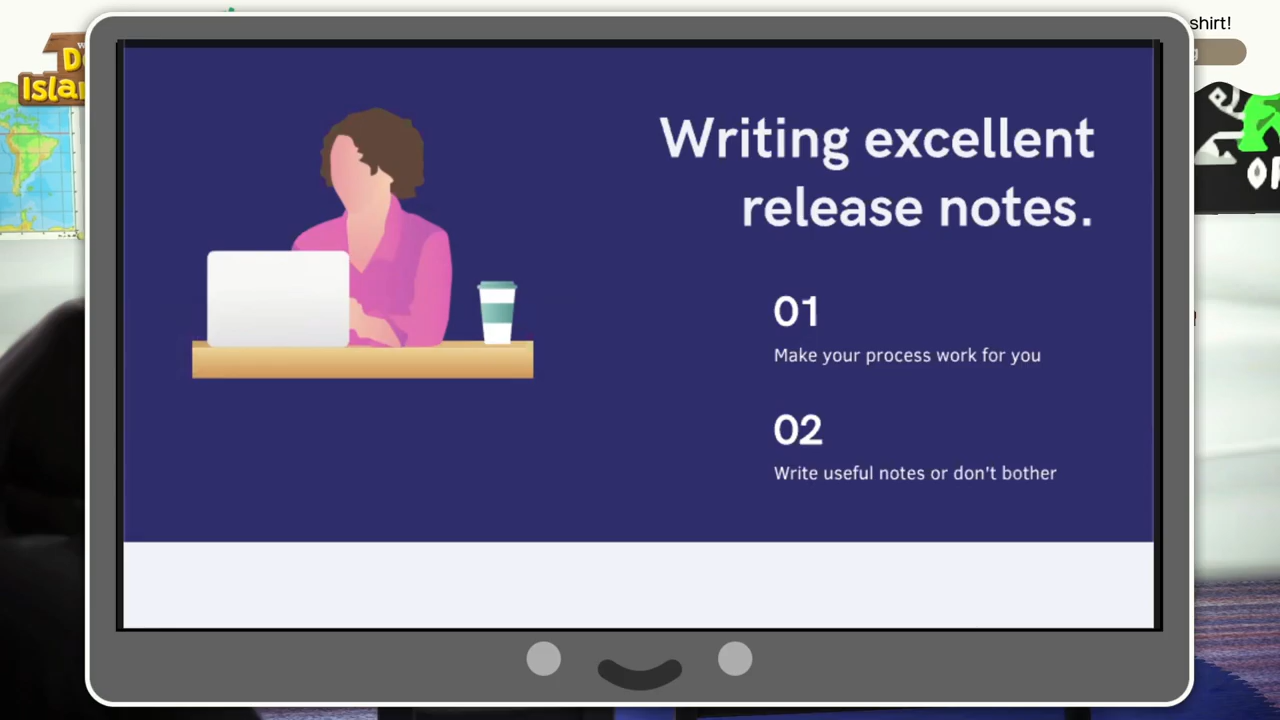 shirt!
Writing excellent
release notes.
01
Make your process work for you
02
Write useful notes or don't bother